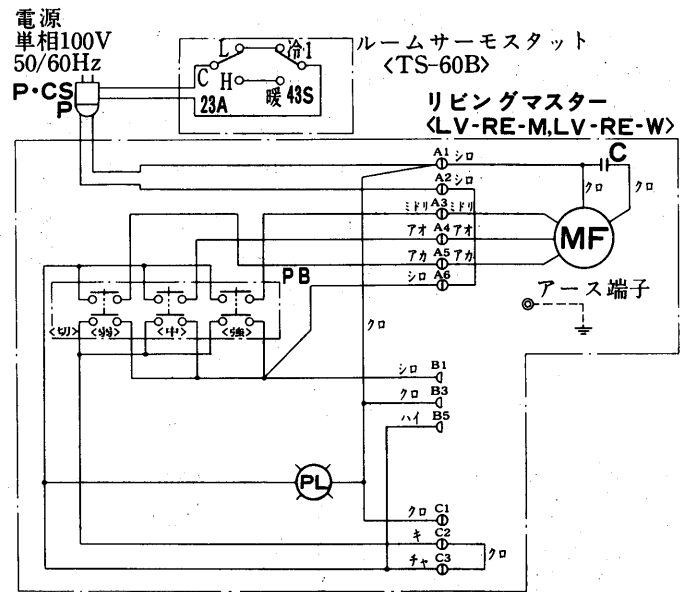 電源
単相100V
50/60Hz
P・CS
P
L 冷1
C H
23A 暖 43S
ルームサーモスタット
<TS-60B>
リビングマスター
<LV-RE-M,LV-RE-W>
A1 シロ
C
A2 シロ
クロ クロ
ミドリ A3 ミドリ
アオ A4 アオ
MF
アカ A5 アカ
シロ A6
PB
アース端子
<切> <弱> <中> <強>
クロ
シロ B1
クロ B3
ハイ B5
PL
クロ C1
キ C2
クロ
チャ C3